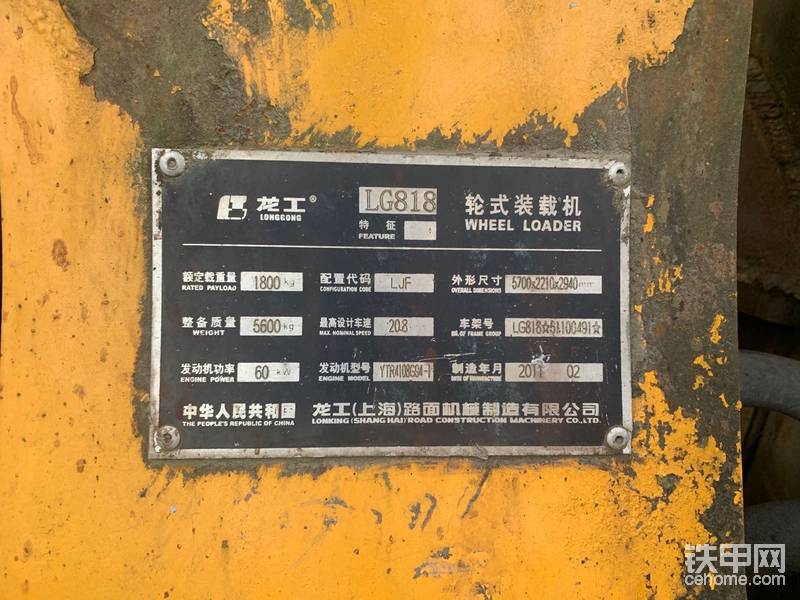 龙工® LG818 轮式装载机
LONGGONG WHEEL LOADER
特征
FEATURE
额定载重量 1800 kg 配置代码 LJF 外形尺寸 5700x2210x2940mm
RATED PAYLOAD CONFIGURATION CODE OVERALL DIMENSIONS
整备质量 5600 kg 最高设计车速 20.8 车架号 LG818☆5L100491☆
WEIGHT MAX. NOMINAL SPEED NO.OF FRAME GROUP
发动机功率 60 kW 发动机型号 YTR4108G94-1 制造年月 2011 02
ENGINE POWER ENGINE MODEL DATE OF MANUFACTURE
中华人民共和国 龙工(上海)路面机械制造有限公司
THE PEOPLE'S REPUBLIC OF CHINA LONKING (SHANGHAI) ROAD CONSTRUCTION MACHINERY CO.,LTD.
铁甲网
cehome.com